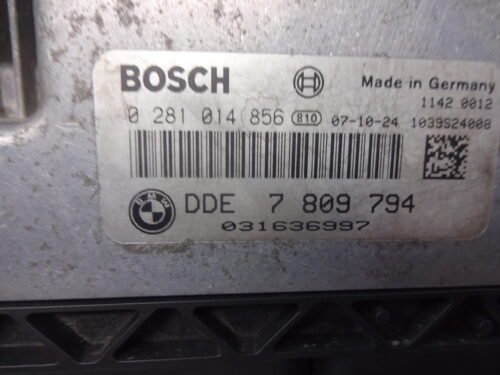 BOSCH
Made in Germany
1142 0012
0 281 014 856 810 07-10-24 1039S24008
BMW DDE 7 809 794
031636997